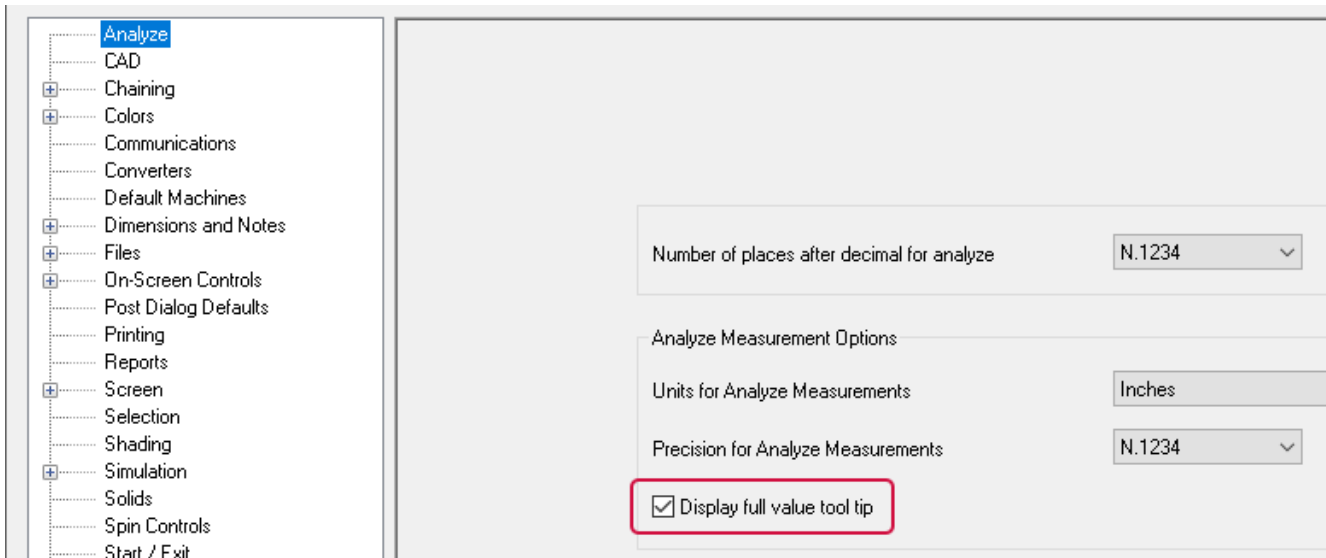 Analyze
CAD
Chaining
Colors
Communications
Converters
Default Machines
Dimensions and Notes
Files
On-Screen Controls
Post Dialog Defaults
Printing
Reports
Screen
Selection
Shading
Simulation
Solids
Spin Controls
Start / Exit
Number of places after decimal for analyze
N.1234
Analyze Measurement Options
Units for Analyze Measurements
Inches
Precision for Analyze Measurements
N.1234
Display full value tool tip